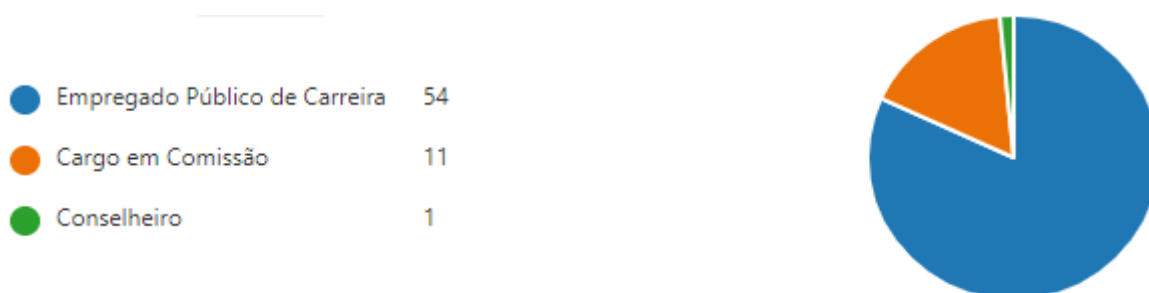 Empregado Público de Carreira 54
Cargo em Comissão 11
Conselheiro 1